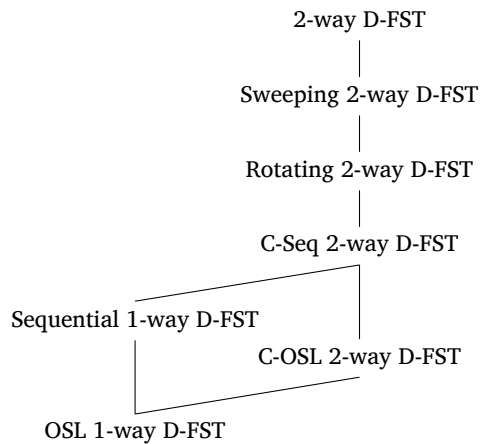 2-way D-FST
Sweeping 2-way D-FST
Rotating 2-way D-FST
C-Seq 2-way D-FST
Sequential 1-way D-FST
C-OSL 2-way D-FST
OSL 1-way D-FST